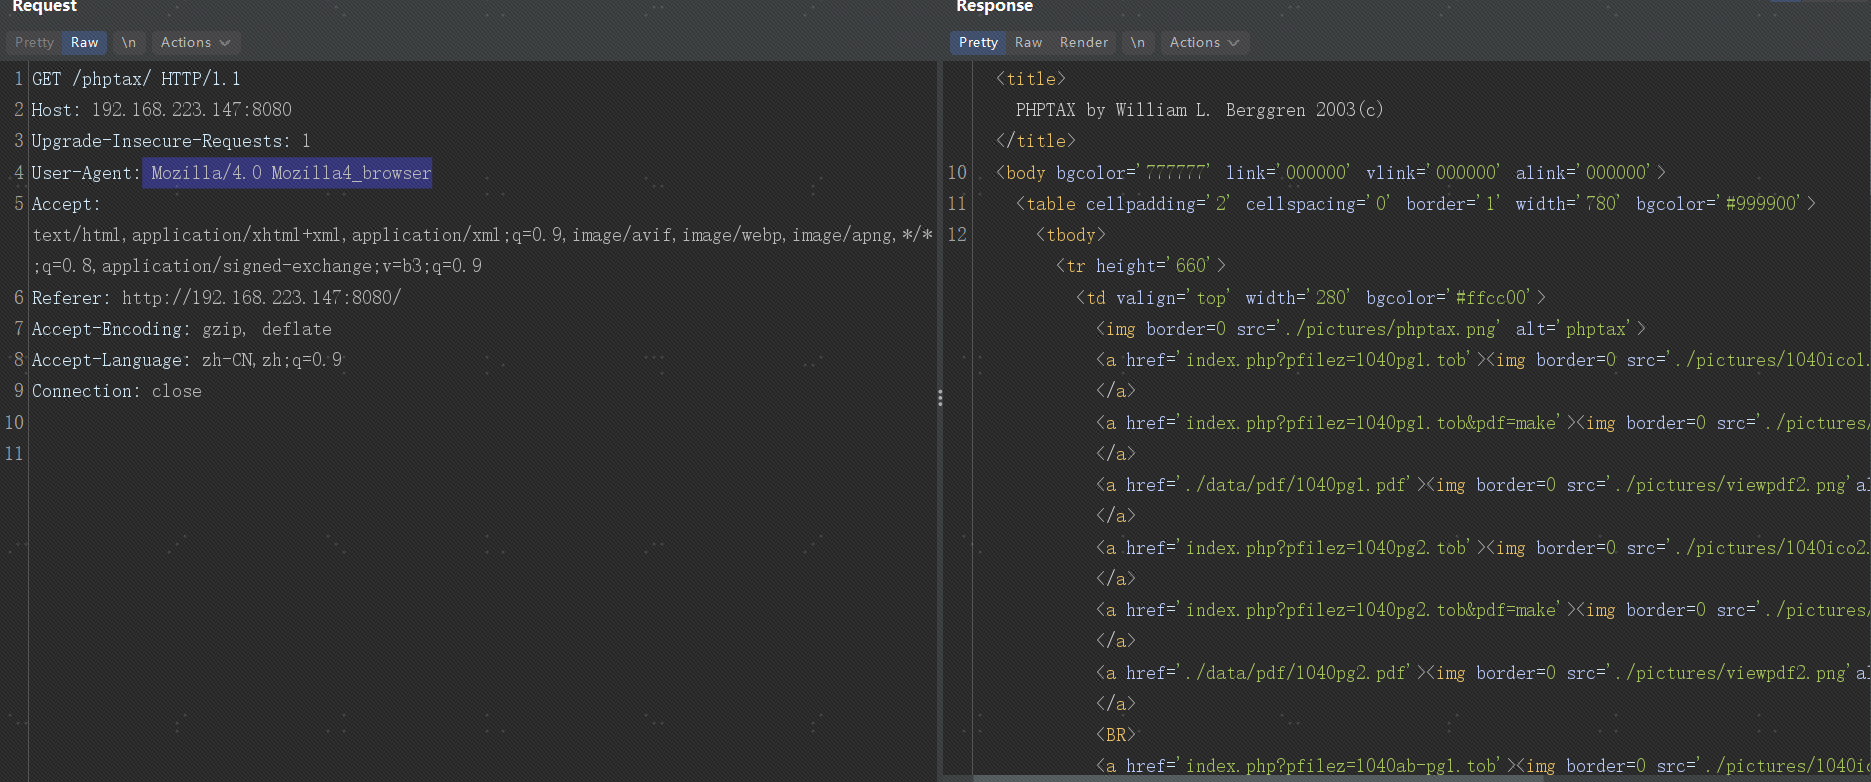 Request
Pretty Raw \n Actions
1 GET /phptax/ HTTP/1.1
2 Host: 192.168.223.147:8080
3 Upgrade-Insecure-Requests: 1
4 User-Agent: Mozilla/4.0 Mozilla4_browser
5 Accept:
text/html,application/xhtml+xml,application/xml;q=0.9,image/avif,image/webp,image/apng,*/*
;q=0.8,application/signed-exchange;v=b3;q=0.9
6 Referer: http://192.168.223.147:8080/
7 Accept-Encoding: gzip, deflate
8 Accept-Language: zh-CN,zh;q=0.9
9 Connection: close
10
11
Response
Pretty Raw Render \n Actions
<title>
PHPTAX by William L. Berggren 2003(c)
</title>
10 <body bgcolor='777777' link='000000' vlink='000000' alink='000000'>
11 <table cellpadding='2' cellspacing='0' border='1' width='780' bgcolor='#999900'>
12 <tbody>
<tr height='660'>
<td valign='top' width='280' bgcolor='#ffcc00'>
<img border=0 src='./pictures/phptax.png' alt='phptax'>
<a href='index.php?pfilez=1040pg1.tob'><img border=0 src='./pictures/1040ico1.
</a>
<a href='index.php?pfilez=1040pg1.tob&pdf=make'><img border=0 src='./pictures/
</a>
<a href='./data/pdf/1040pg1.pdf'><img border=0 src='./pictures/viewpdf2.png'al
</a>
<a href='index.php?pfilez=1040pg2.tob'><img border=0 src='./pictures/1040ico2.
</a>
<a href='index.php?pfilez=1040pg2.tob&pdf=make'><img border=0 src='./pictures/
</a>
<a href='./data/pdf/1040pg2.pdf'><img border=0 src='./pictures/viewpdf2.png'al
</a>
<BR>
<a href='index.php?pfilez=1040ab-pg1.tob'><img border=0 src='./pictures/1040i